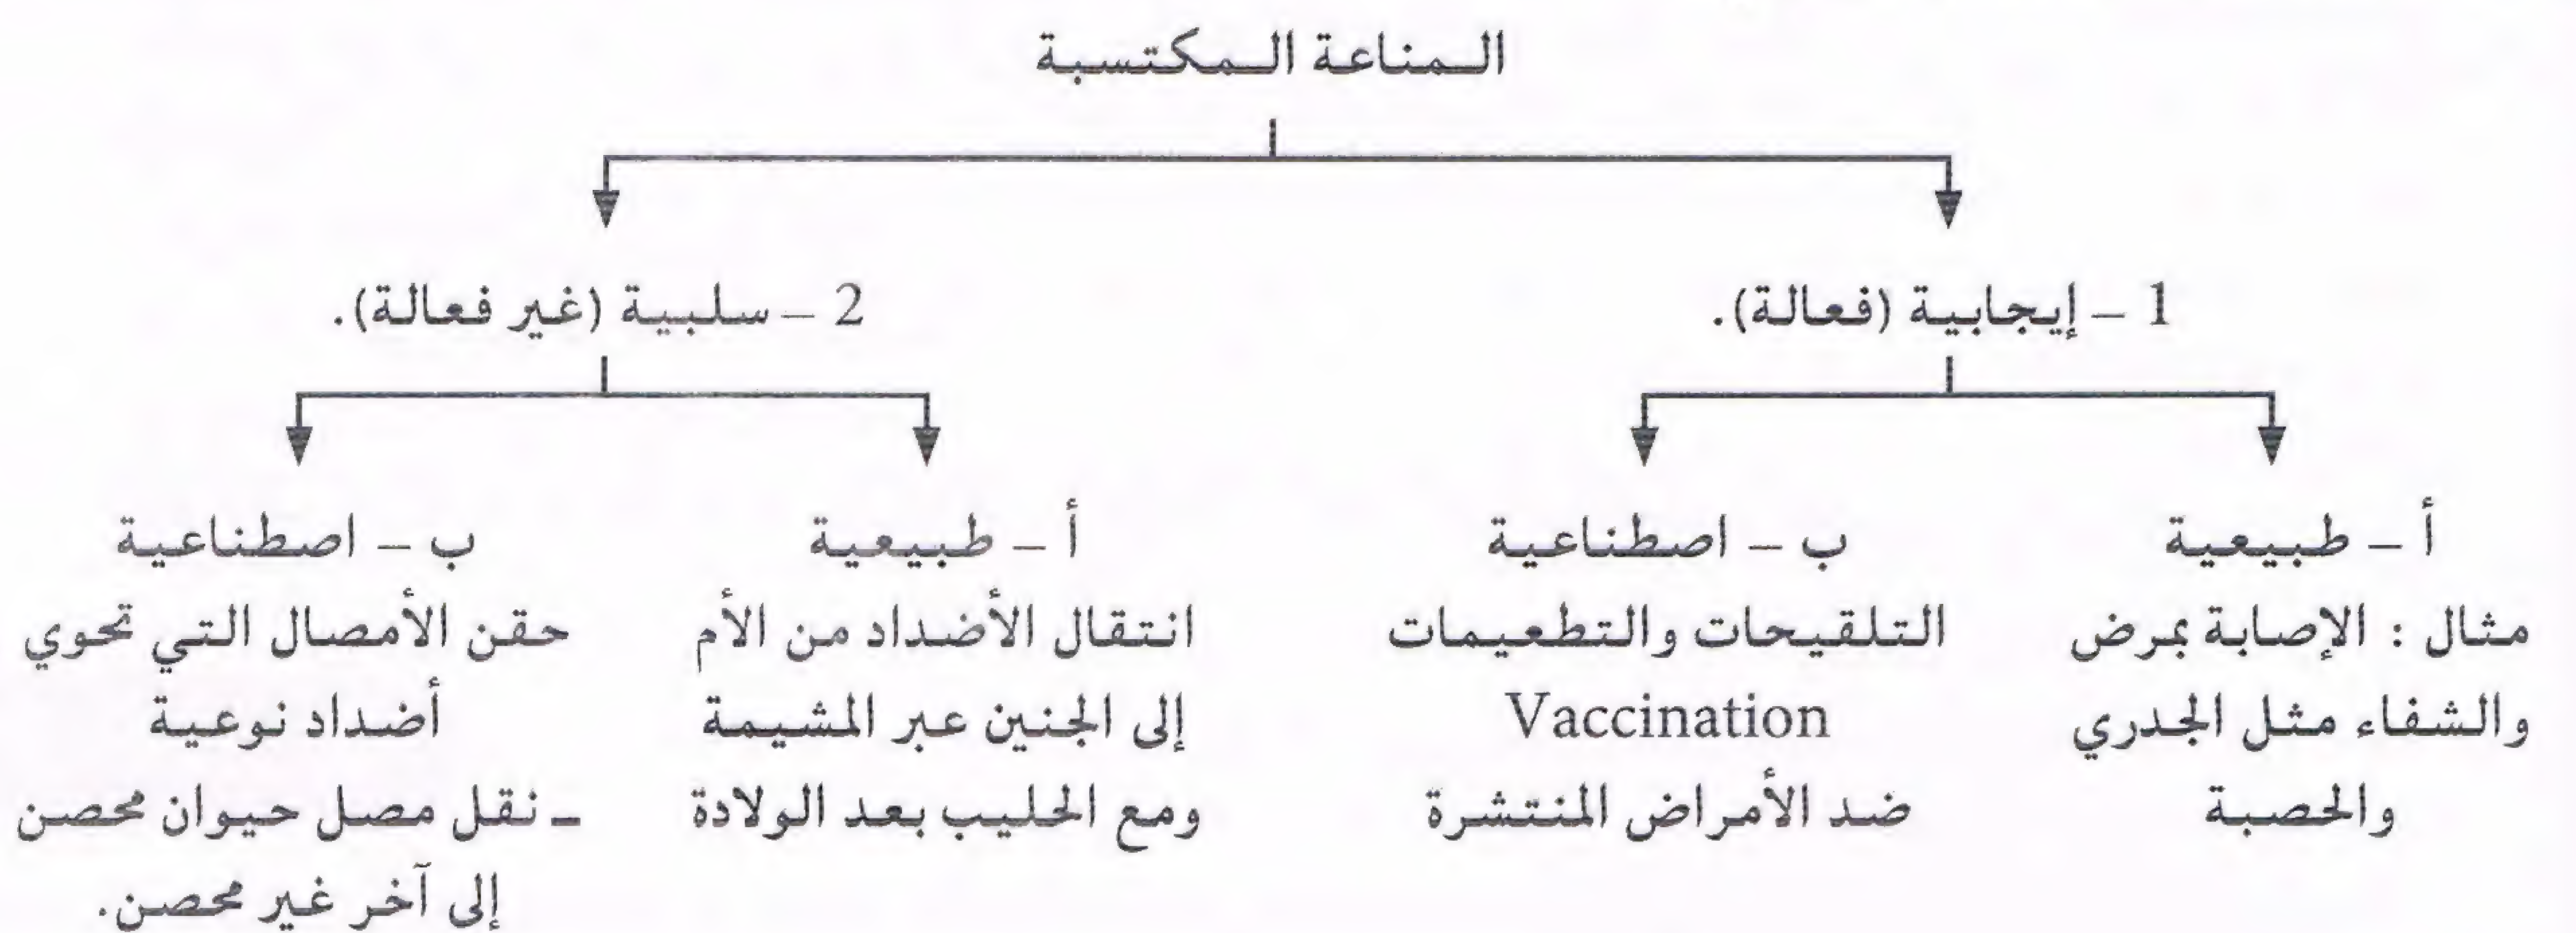 المناعة المكتسبة
1 – إيجابية (فعالة).
2 – سلبية (غير فعالة).
أ – طبيعية
مثال : الإصابة بمرض
والشفاء مثل الجدري
والحصبة
ب – اصطناعية
التلقيحات والتطعيمات
Vaccination
ضد الأمراض المنتشرة
أ – طبيعية
انتقال الأضداد من الأم
إلى الجنين عبر المشيمة
ومع الحليب بعد الولادة
ب – اصطناعية
حقن الأمصال التي تحوي
أضداد نوعية
ـ نقل مصل حيوان محصن
إلى آخر غير محصن.